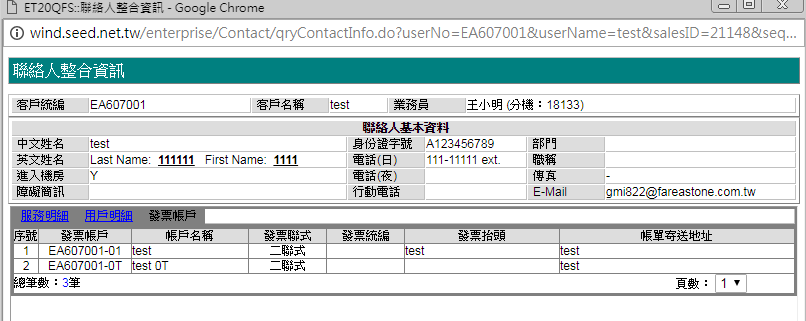 ET20QFS::聯絡人整合資訊 - Google Chrome
wind.seed.net.tw/enterprise/Contact/qryContactInfo.do?userNo=EA607001&userName=test&salesID=21148&seq...
聯絡人整合資訊
客戶統編 EA607001 客戶名稱 test 業務員 王小明 (分機：18133)
聯絡人基本資料
中文姓名 test 身份證字號 A123456789 部門
英文姓名 Last Name: 111111 First Name: 1111 電話(日) 111-11111 ext. 職稱
進入機房 Y 電話(夜) 傳真 -
障礙簡訊 行動電話 E-Mail gmi822@fareastone.com.tw
服務明細 用戶明細 發票帳戶
序號 發票帳戶 帳戶名稱 發票聯式 發票統編 發票抬頭 帳單寄送地址
1 EA607001-01 test 二聯式 test test
2 EA607001-0T test 0T 二聯式 test
總筆數：3筆 頁數： 1